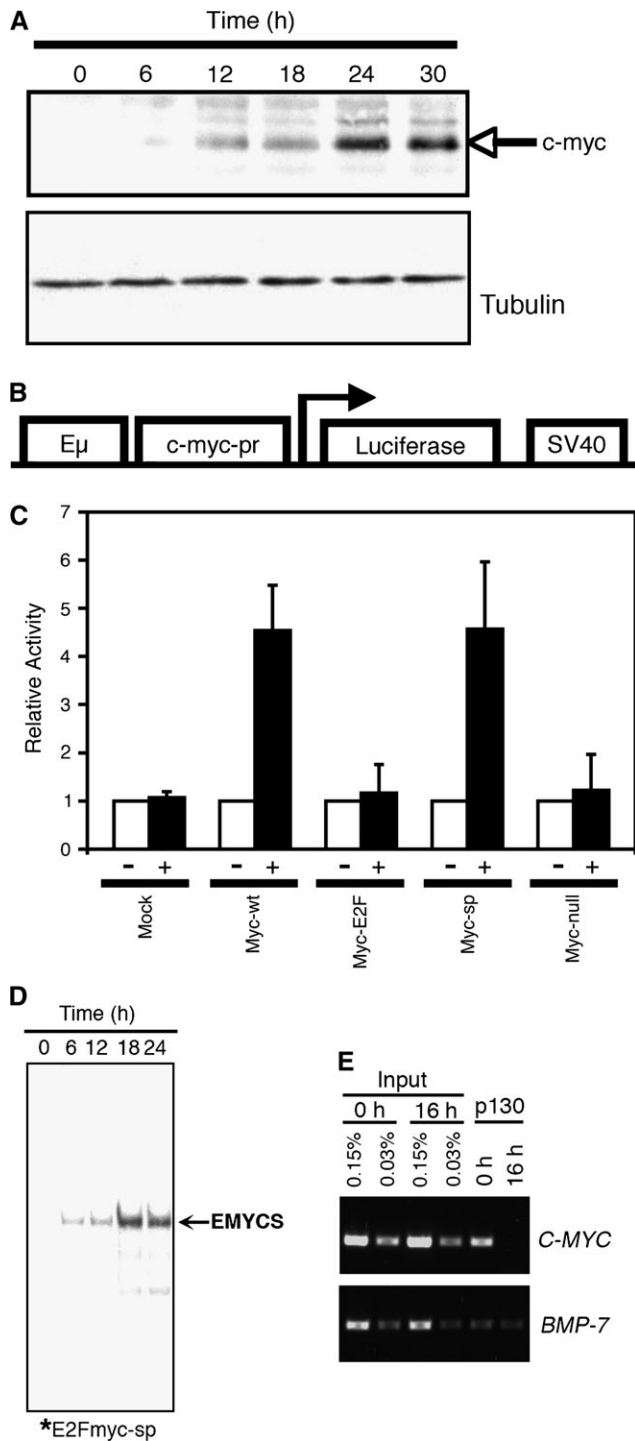 A
Time (h)
0 6 12 18 24 30
c-myc
Tubulin
B
Eμ c-myc-pr Luciferase SV40
C
Relative Activity
7
6
5
4
3
2
1
0
- + - + - + - + - +
Mock Myc-wt Myc-E2F Myc-sp Myc-null
D
Time (h)
0 6 12 18 24
EMYCS
*E2Fmyc-sp
E
Input
0 h 16 h p130
0.15% 0.03% 0.15% 0.03% 0 h 16 h
C-MYC
BMP-7